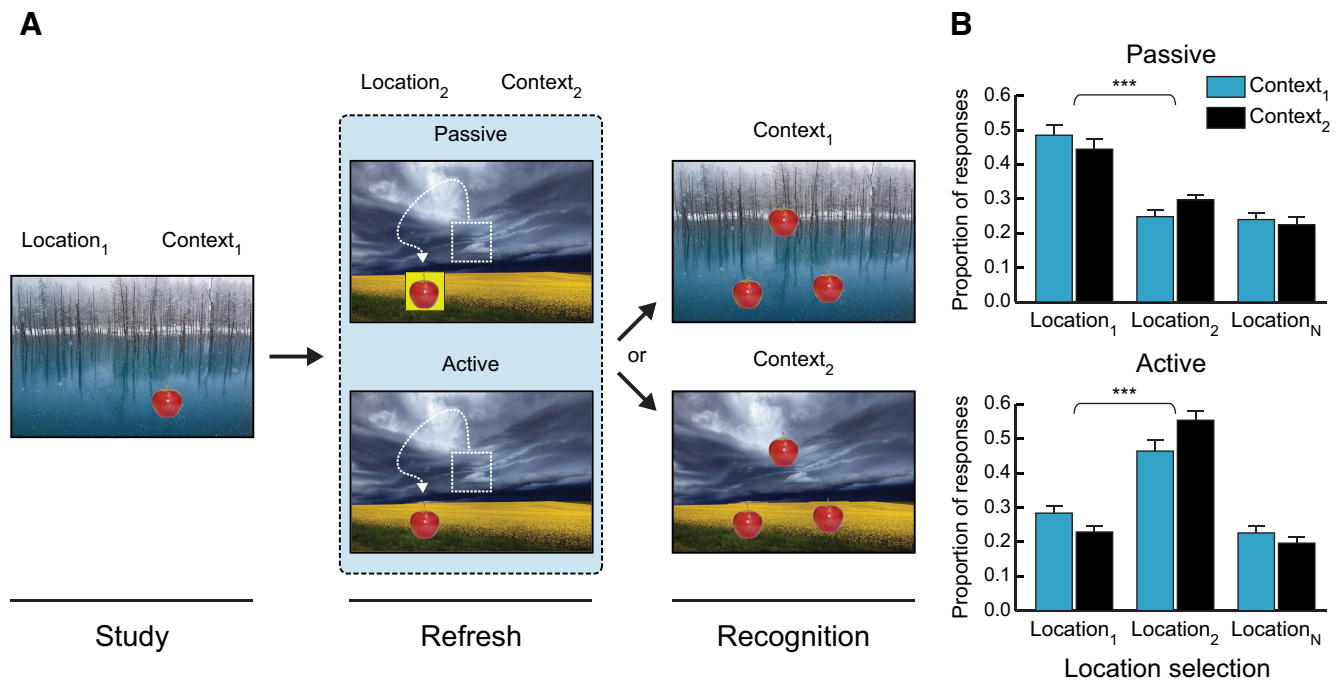 A
Location₁ Context₁
Study
Location₂ Context₂
Passive
Active
Refresh
Context₁
or
Context₂
Recognition
B
Passive
Context₁
Context₂
***
Proportion of responses
0.6
0.5
0.4
0.3
0.2
0.1
0.0
Location₁ Location₂ Location_N
Active
***
Proportion of responses
0.6
0.5
0.4
0.3
0.2
0.1
0.0
Location₁ Location₂ Location_N
Location selection